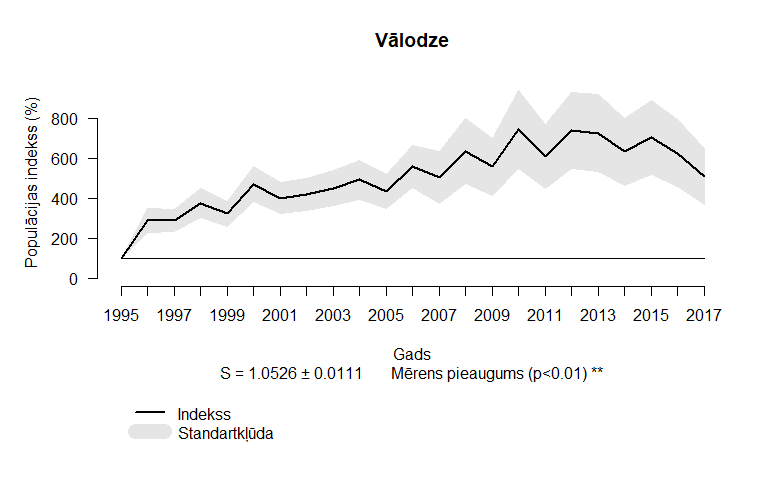 Vālodze
Populācijas indekss (%)
800
600
400
200
0
1995 1997 1999 2001 2003 2005 2007 2009 2011 2013 2015 2017
Gads
S = 1.0526 ± 0.0111 Mērens pieaugums (p<0.01) **
Indekss
Standartkļūda